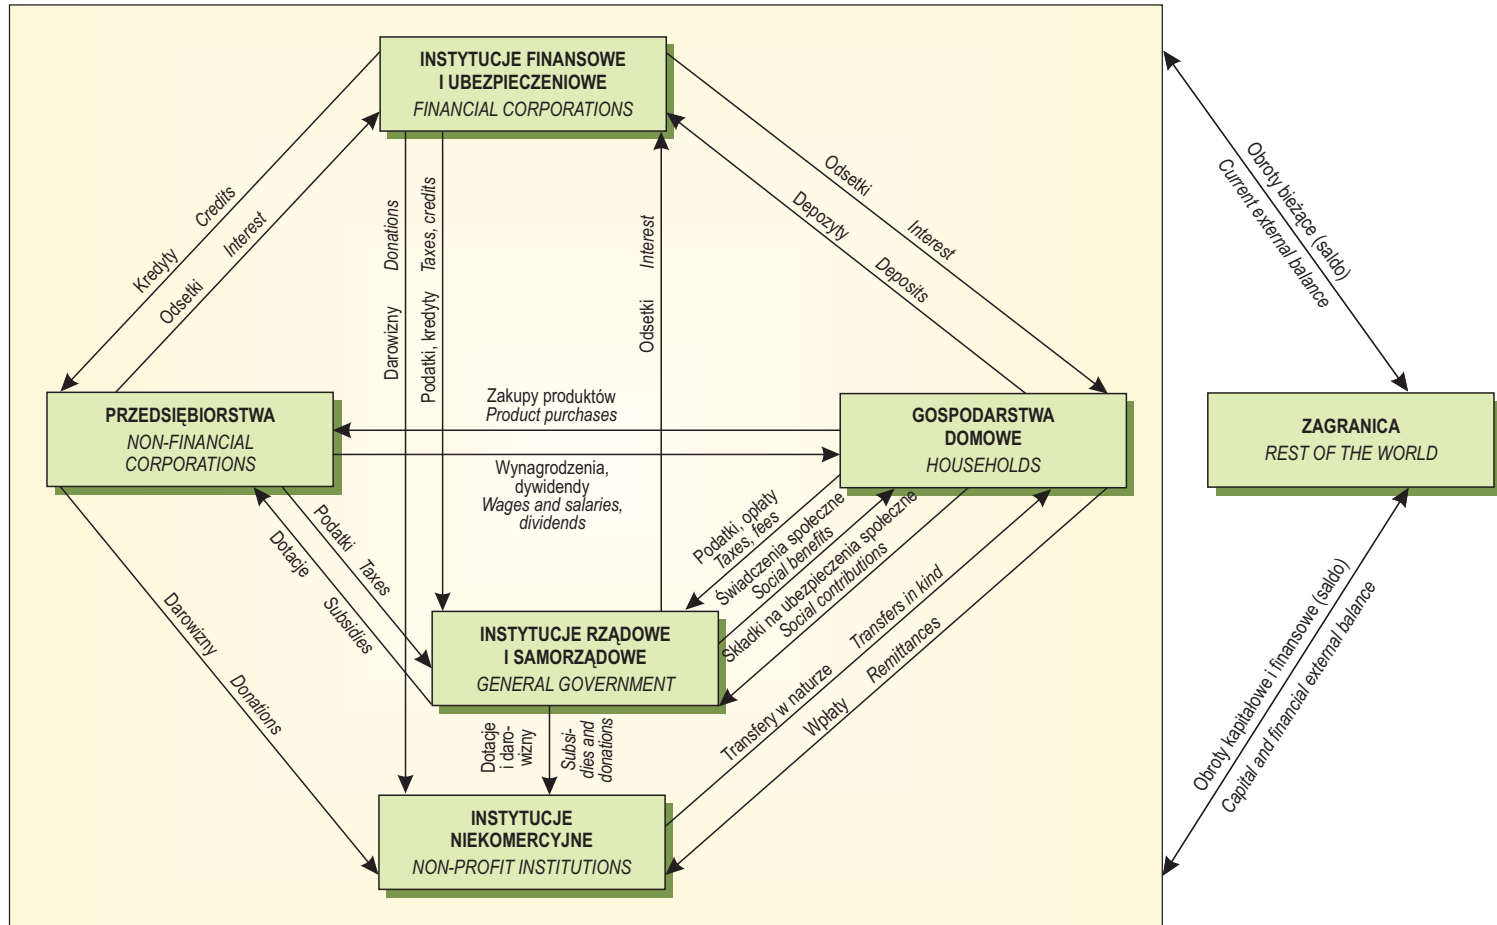 INSTYTUCJE FINANSOWE
I UBEZPIECZENIOWE
FINANCIAL CORPORATIONS
Kredyty Credits
Odsetki Interest
Darowizny Donations
Podatki, kredyty Taxes, credits
Odsetki Interest
Odsetki Interest
Depozyty Deposits
Obroty bieżące (saldo)
Current external balance
PRZEDSIĘBIORSTWA
NON-FINANCIAL
CORPORATIONS
Zakupy produktów
Product purchases
Wynagrodzenia,
dywidendy
Wages and salaries,
dividends
GOSPODARSTWA
DOMOWE
HOUSEHOLDS
ZAGRANICA
REST OF THE WORLD
Podatki Taxes
Dotacje Subsidies
Darowizny Donations
Podatki, opłaty
Taxes, fees
Świadczenia społeczne
Social benefits
Składki na ubezpieczenia społeczne
Social contributions
Transfery w naturze Transfers in kind
Wpłaty Remittances
INSTYTUCJE RZĄDOWE
I SAMORZĄDOWE
GENERAL GOVERNMENT
Dotacje
i daro-
wizny
Subsi-
dies and
donations
INSTYTUCJE
NIEKOMERCYJNE
NON-PROFIT INSTITUTIONS
Obroty kapitałowe i finansowe (saldo)
Capital and financial external balance